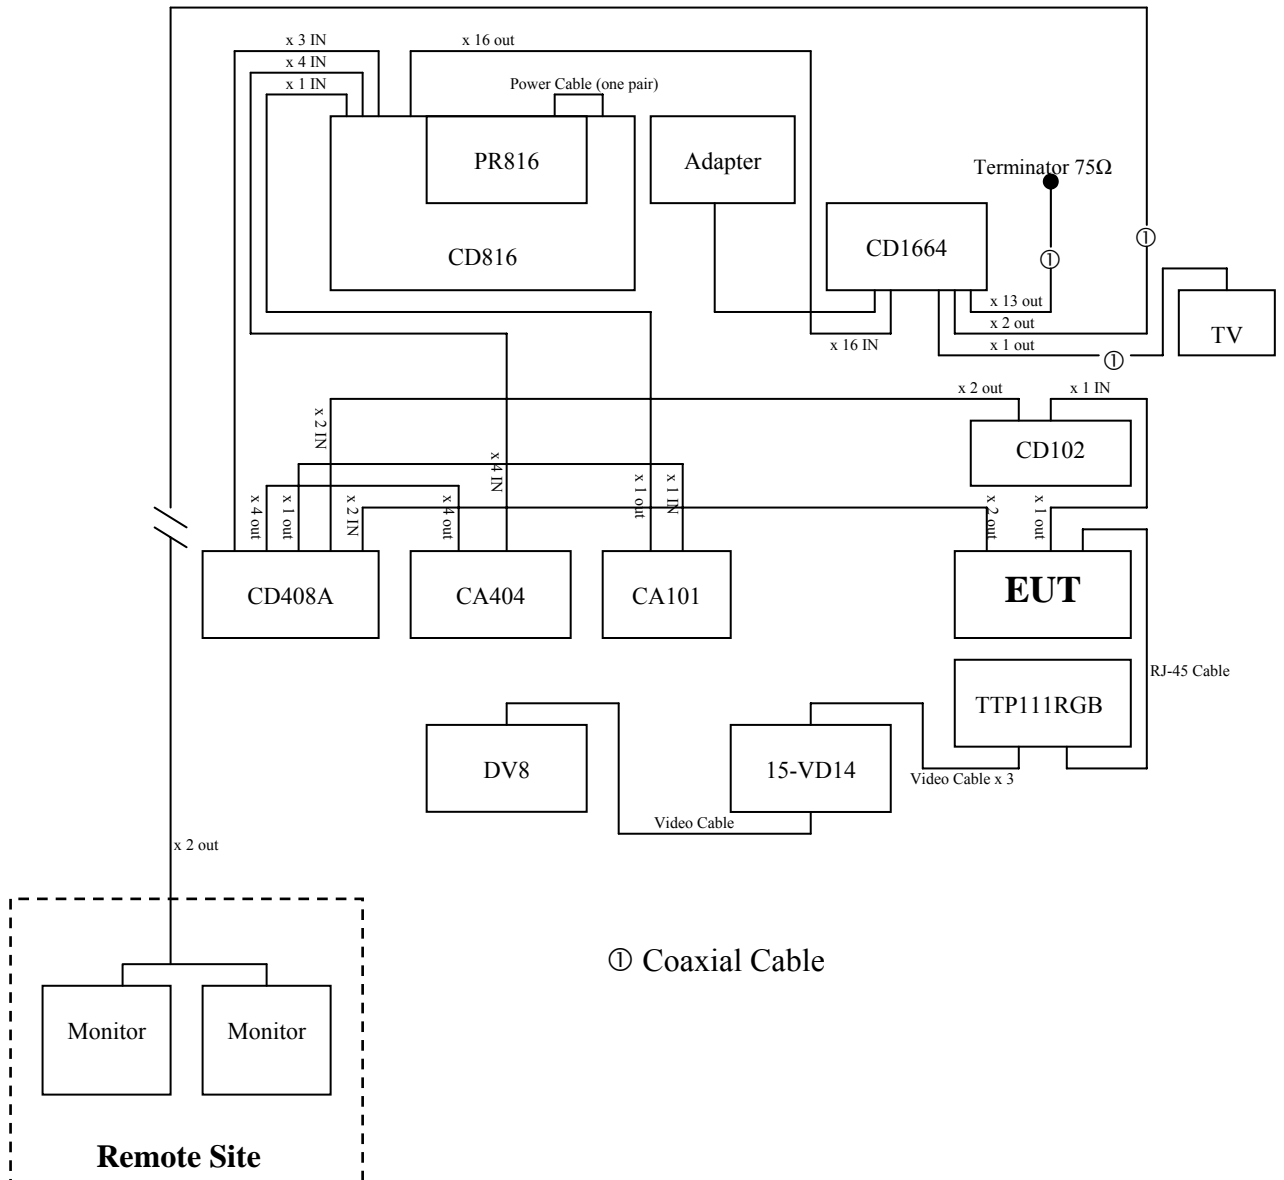 x 3 IN
x 16 out
x 4 IN
x 1 IN
Power Cable (one pair)
PR816
Adapter
Terminator 75Ω
CD816
CD1664
①
①
x 13 out
x 2 out
TV
x 16 IN
x 1 out
①
x 2 out
x 1 IN
x 2 IN
CD102
x 4 IN
x 4 out
x 1 out
x 2 IN
x 4 out
x 1 out
x 1 IN
x 2 out
x 1 out
CD408A
CA404
CA101
EUT
RJ-45 Cable
TTP111RGB
DV8
15-VD14
Video Cable x 3
Video Cable
x 2 out
① Coaxial Cable
Monitor
Monitor
Remote Site